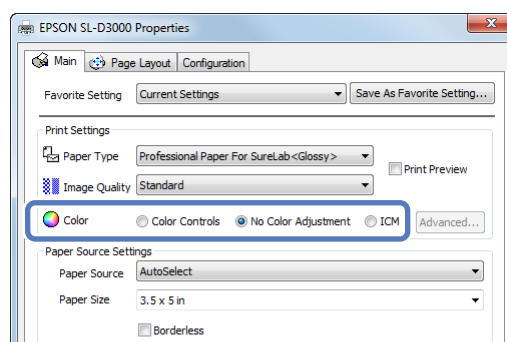 EPSON SL-D3000 Properties
Main Page Layout Configuration
Favorite Setting Current Settings Save As Favorite Setting...
Print Settings
Paper Type Professional Paper For SureLab<Glossy>
Print Preview
Image Quality Standard
Color Color Controls No Color Adjustment ICM Advanced...
Paper Source Settings
Paper Source AutoSelect
Paper Size 3.5 x 5 in
Borderless